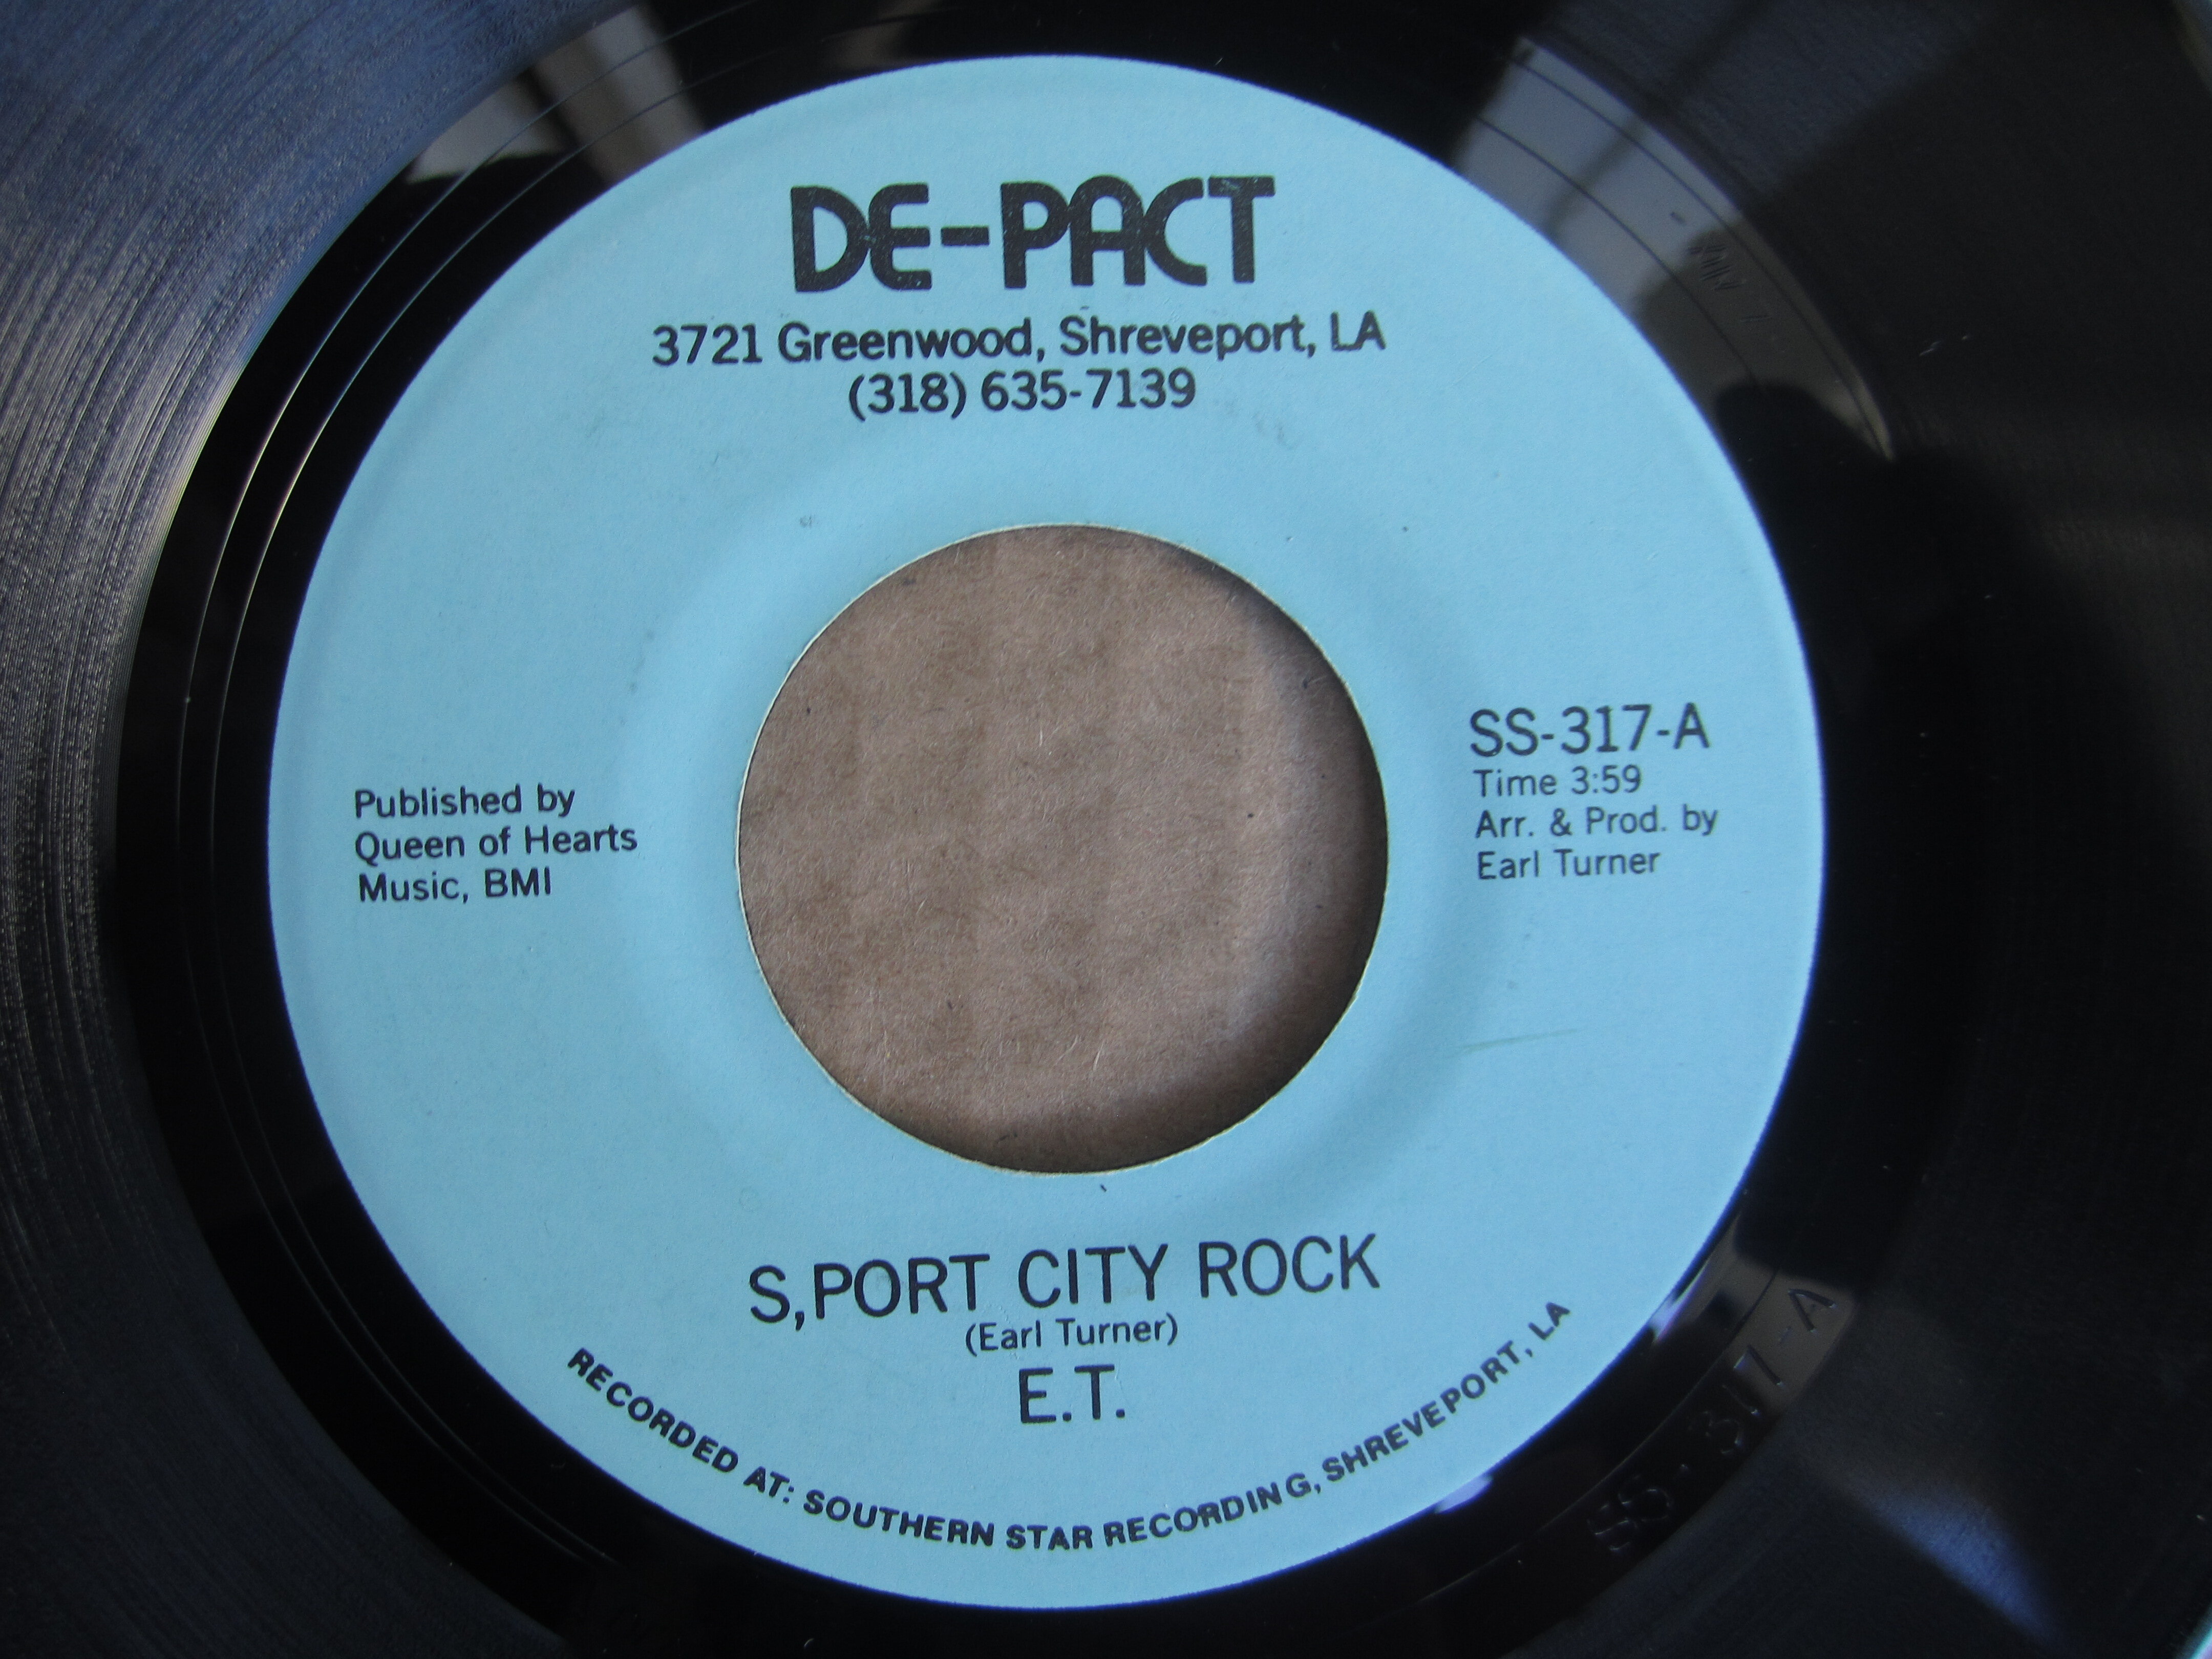 DE-PACT
3721 Greenwood, Shreveport, LA
(318) 635-7139
Published by
Queen of Hearts
Music, BMI
SS-317-A
Time 3:59
Arr. & Prod. by
Earl Turner
S,PORT CITY ROCK
(Earl Turner)
E.T.
RECORDED AT: SOUTHERN STAR RECORDING, SHREVEPORT, LA
SS-317-A